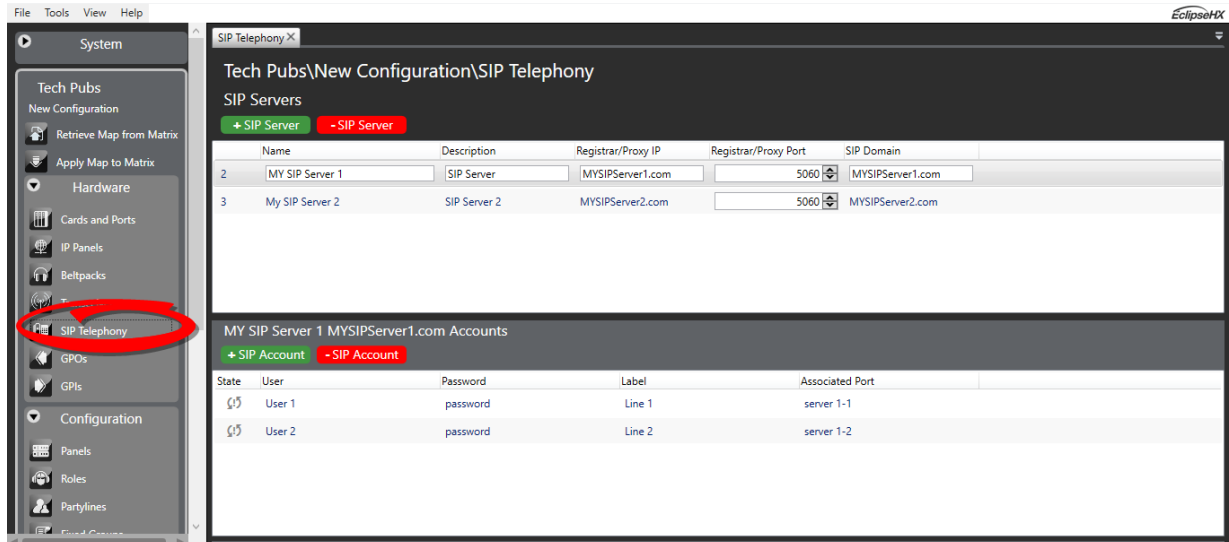 File Tools View Help
EclipseHX
System
Tech Pubs
New Configuration
Retrieve Map from Matrix
Apply Map to Matrix
Hardware
Cards and Ports
IP Panels
Beltpacks
SIP Telephony
GPOs
GPIs
Configuration
Panels
Roles
Partylines
Fixed Groups
SIP Telephony X
Tech Pubs\New Configuration\SIP Telephony
SIP Servers
+ SIP Server - SIP Server
Name Description Registrar/Proxy IP Registrar/Proxy Port SIP Domain
2 MY SIP Server 1 SIP Server MYSIPServer1.com 5060 MYSIPServer1.com
3 My SIP Server 2 SIP Server 2 MYSIPServer2.com 5060 MYSIPServer2.com
MY SIP Server 1 MYSIPServer1.com Accounts
+ SIP Account - SIP Account
State User Password Label Associated Port
User 1 password Line 1 server 1-1
User 2 password Line 2 server 1-2